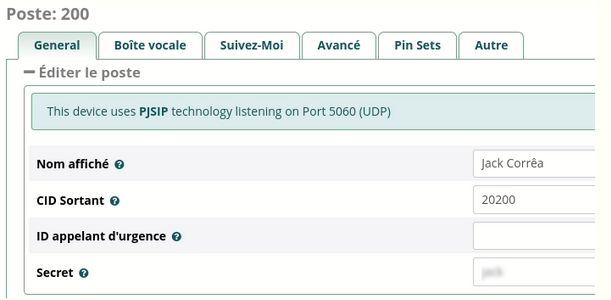 Poste: 200
General Boîte vocale Suivez-Moi Avancé Pin Sets Autre
Éditer le poste
This device uses PJSIP technology listening on Port 5060 (UDP)
Nom affiché Jack Corrêa
CID Sortant 20200
ID appelant d'urgence
Secret